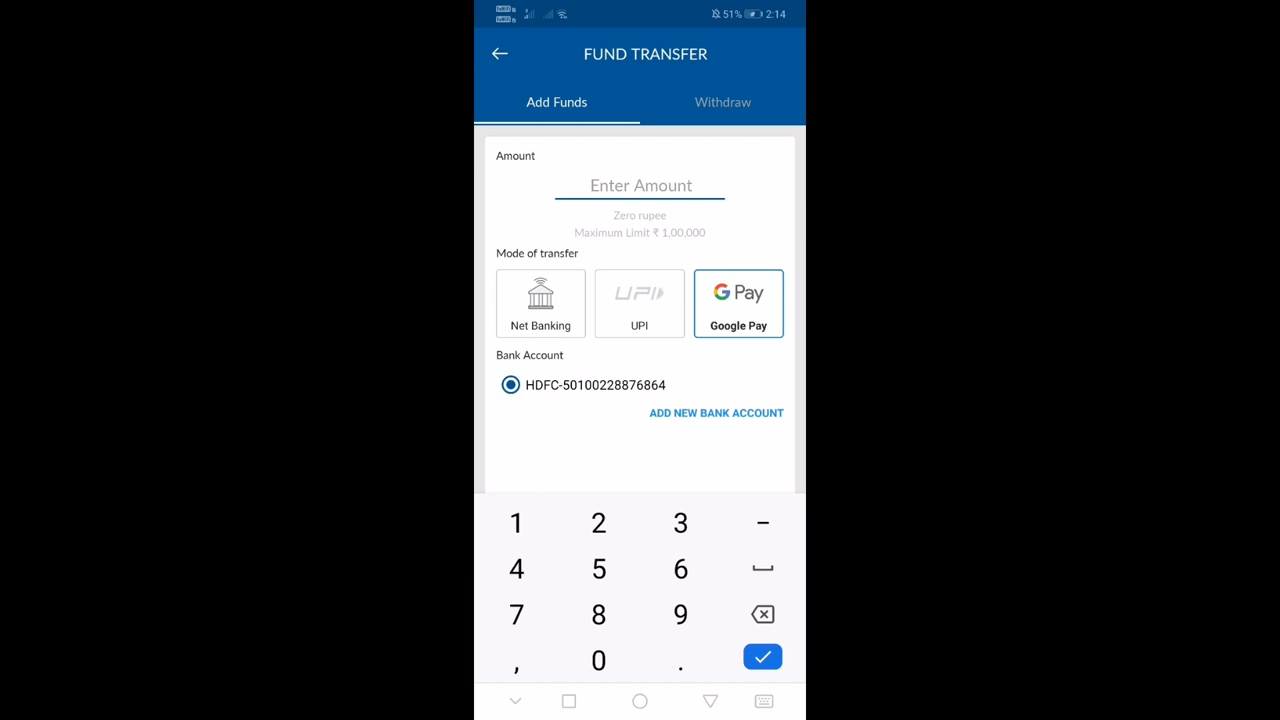 51% 2:14
FUND TRANSFER
Add Funds Withdraw
Amount
Enter Amount
Zero rupee
Maximum Limit ₹ 1,00,000
Mode of transfer
UPI G Pay
Net Banking UPI Google Pay
Bank Account
HDFC-50100228876864
ADD NEW BANK ACCOUNT
1 2 3 -
4 5 6
7 8 9
, 0 .